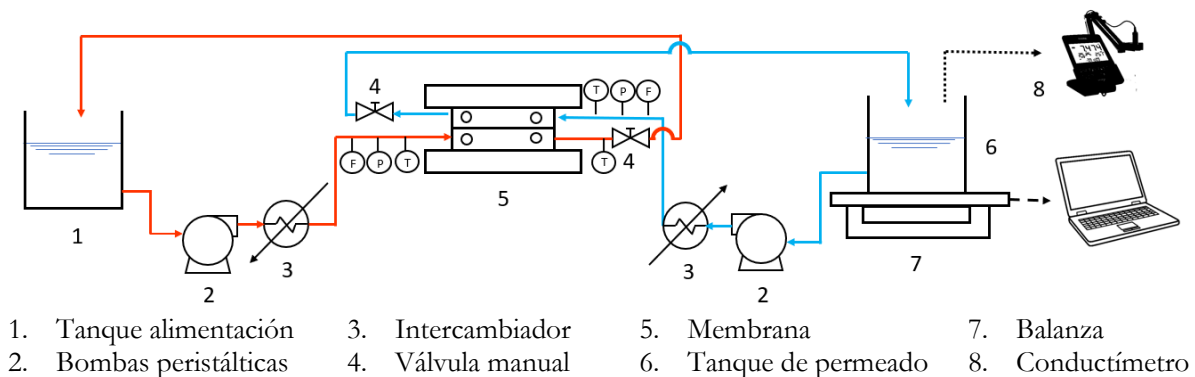 8
4
T P F
6
F P T
T
4
5
1
3
3
7
2
2
1. Tanque alimentación 3. Intercambiador 5. Membrana 7. Balanza
2. Bombas peristálticas 4. Válvula manual 6. Tanque de permeado 8. Conductímetro